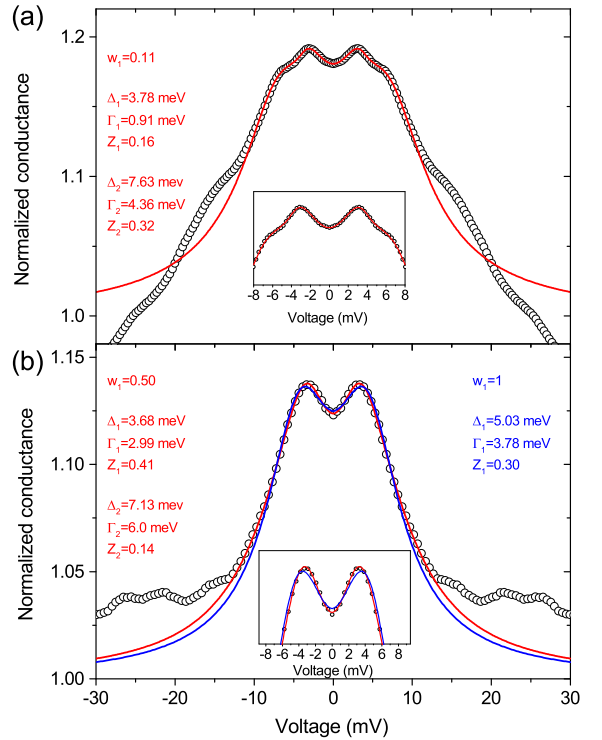 (a)
1.2
1.1
1.0
Normalized conductance
w₁=0.11
Δ₁=3.78 meV
Γ₁=0.91 meV
Z₁=0.16
Δ₂=7.63 mev
Γ₂=4.36 meV
Z₂=0.32
-8 -6 -4 -2 0 2 4 6 8
Voltage (mV)
(b)
1.15
1.10
1.05
1.00
Normalized conductance
w₁=0.50
Δ₁=3.68 meV
Γ₁=2.99 meV
Z₁=0.41
Δ₂=7.13 mev
Γ₂=6.0 meV
Z₂=0.14
w₁=1
Δ₁=5.03 meV
Γ₁=3.78 meV
Z₁=0.30
-8 -6 -4 -2 0 2 4 6 8
Voltage (mV)
-30 -20 -10 0 10 20 30
Voltage (mV)